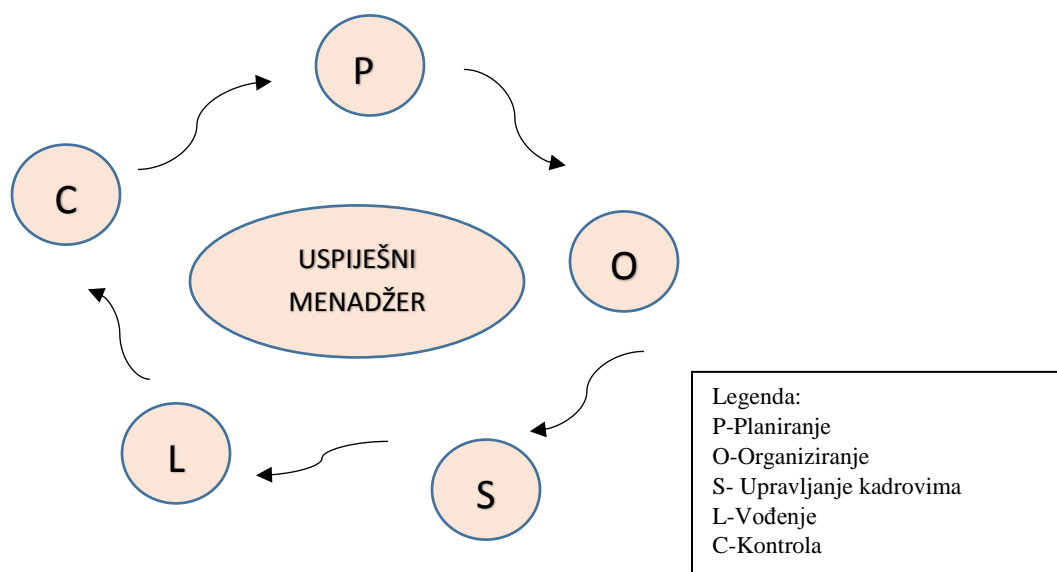 P
C
O
USPIJEŠNI
MENADŽER
L
S
Legenda:
P-Planiranje
O-Organiziranje
S- Upravljanje kadrovima
L-Vođenje
C-Kontrola